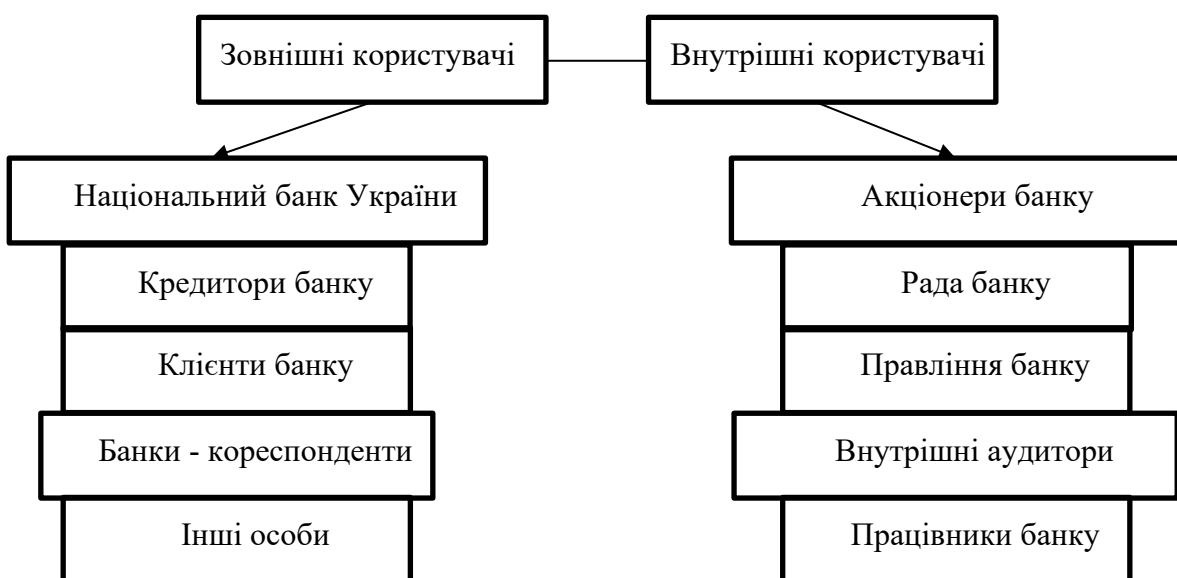 Зовнішні користувачі
Внутрішні користувачі
Національний банк України
Кредитори банку
Клієнти банку
Банки - кореспонденти
Інші особи
Акціонери банку
Рада банку
Правління банку
Внутрішні аудитори
Працівники банку